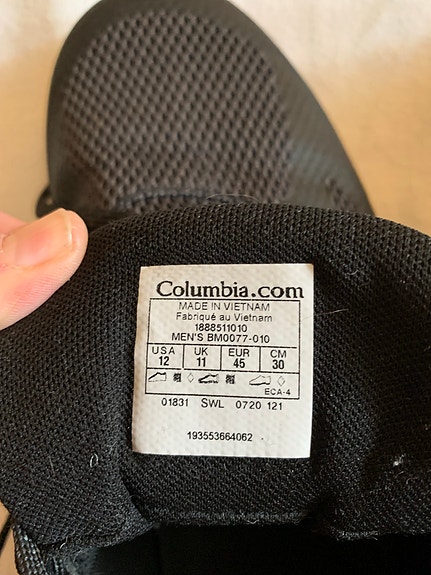 Columbia.com
MADE IN VIETNAM
Fabriqué au Vietnam
1888511010
MEN'S BM0077-010
USA UK EUR CM
12 11 45 30
ECA-4
01831 SWL 0720 121
193553664062